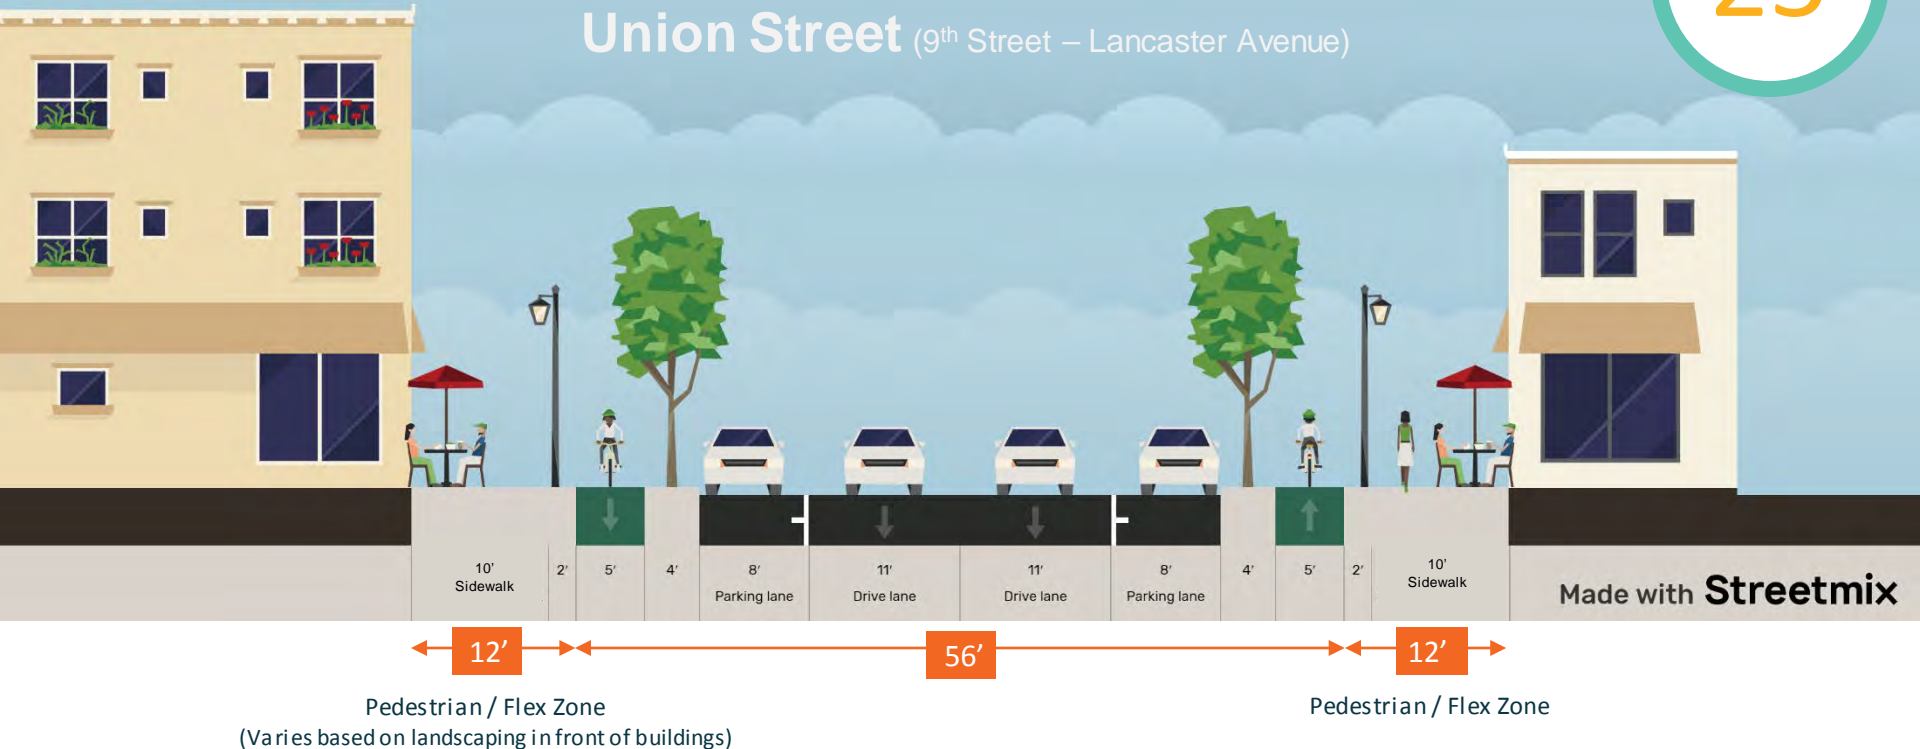 Union Street (9th Street – Lancaster Avenue)
25
10' Sidewalk
2'
5'
4'
8' Parking lane
11' Drive lane
11' Drive lane
8' Parking lane
4'
5'
2'
10' Sidewalk
Made with Streetmix
12'
56'
12'
Pedestrian / Flex Zone
(Varies based on landscaping in front of buildings)
Pedestrian / Flex Zone